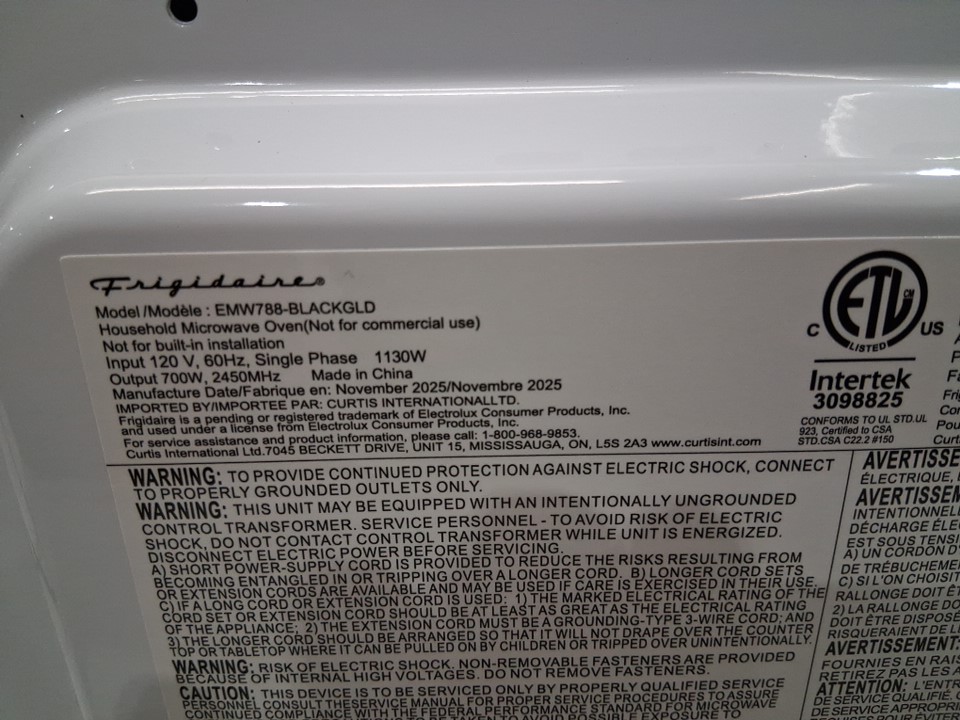 Frigidaire®
Model/Modèle : EMW788-BLACKGLD
Household Microwave Oven(Not for commercial use)
Not for built-in installation
Input 120 V, 60Hz, Single Phase 1130W
Output 700W, 2450MHz Made in China
Manufacture Date/Fabrique en: November 2025/Novembre 2025
IMPORTED BY/IMPORTEE PAR: CURTIS INTERNATIONALLTD.
Frigidaire is a pending or registered trademark of Electrolux Consumer Products, Inc.
and used under a license from Electrolux Consumer Products, Inc.
For service assistance and product information, please call: 1-800-968-9853.
Curtis International Ltd.7045 BECKETT DRIVE, UNIT 15, MISSISSAUGA, ON, L5S 2A3 www.curtisint.com
ETL CM
LISTED
C US
Intertek
3098825
CONFORMS TO UL STD.UL
923, Certified to CSA
STD.CSA C22.2 #150
WARNING: TO PROVIDE CONTINUED PROTECTION AGAINST ELECTRIC SHOCK, CONNECT
TO PROPERLY GROUNDED OUTLETS ONLY.
WARNING: THIS UNIT MAY BE EQUIPPED WITH AN INTENTIONALLY UNGROUNDED
CONTROL TRANSFORMER. SERVICE PERSONNEL - TO AVOID RISK OF ELECTRIC
SHOCK, DO NOT CONTACT CONTROL TRANSFORMER WHILE UNIT IS ENERGIZED.
DISCONNECT ELECTRIC POWER BEFORE SERVICING.
A) SHORT POWER-SUPPLY CORD IS PROVIDED TO REDUCE THE RISKS RESULTING FROM
BECOMING ENTANGLED IN OR TRIPPING OVER A LONGER CORD. B) LONGER CORD SETS
OR EXTENSION CORDS ARE AVAILABLE AND MAY BE USED IF CARE IS EXERCISED IN THEIR USE.
C) IF A LONG CORD OR EXTENSION CORD IS USED: 1) THE MARKED ELECTRICAL RATING OF THE
CORD SET OR EXTENSION CORD SHOULD BE AT LEAST AS GREAT AS THE ELECTRICAL RATING
OF THE APPLIANCE; 2) THE EXTENSION CORD MUST BE A GROUNDING-TYPE 3-WIRE CORD; AND
3) THE LONGER CORD SHOULD BE ARRANGED SO THAT IT WILL NOT DRAPE OVER THE COUNTER
TOP OR TABLETOP WHERE IT CAN BE PULLED ON BY CHILDREN OR TRIPPED OVER UNINTENTIONALLY.
WARNING: RISK OF ELECTRIC SHOCK, NON-REMOVABLE FASTENERS ARE PROVIDED
BECAUSE OF INTERNAL HIGH VOLTAGES. DO NOT REMOVE FASTENERS.
CAUTION: THIS DEVICE IS TO BE SERVICED ONLY BY PROPERLY QUALIFIED SERVICE
PERSONNEL CONSULT THE SERVICE MANUAL FOR PROPER SERVICE PROCEDURES TO ASSURE
CONTINUED COMPLIANCE WITH THE FEDERAL PERFORMANCE STANDARD FOR MICROWAVE
TO AVOID POSSIBLE EXPOSURE TO
AVERTISSE
ÉLECTRIQUE,
AVERTISSEM
INTENTIONNEL
DÉCHARGE ÉLE
EST SOUS TENSI
A) UN CORDON D'
DE TRÉBUCHEME
C) SI L'ON CHOISIT
RALLONGE DOIT Ê
2) LA RALLONGE DO
DOIT ÊTRE DISPOSÉ
RISQUERAIENT DE L
AVERTISSEMENT:
FOURNIES EN RAIS
RETIREZ PAS LES A
ATTENTION: L'ENT
DE SERVICE QUALIFIÉ. C
SERVICE APPROPRI